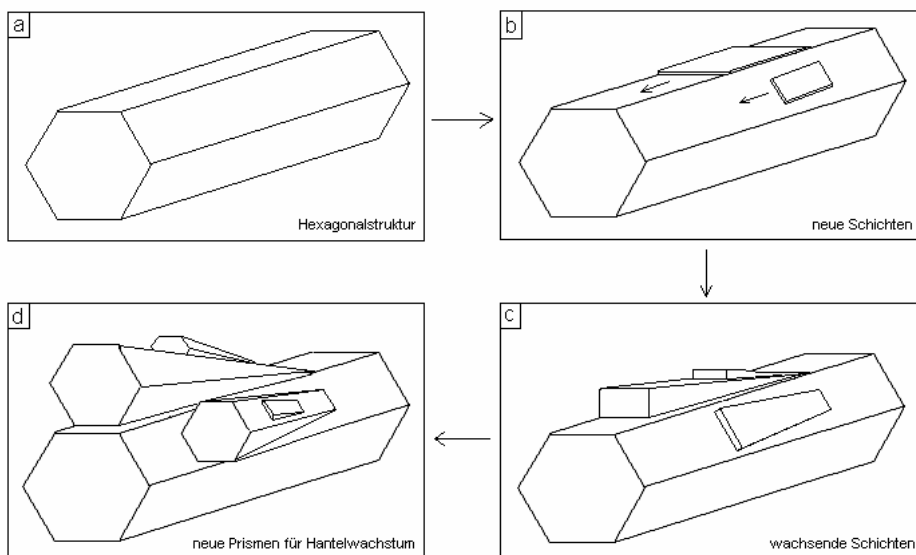 a
Hexagonalstruktur
b
neue Schichten
d
neue Prismen für Hantelwachstum
c
wachsende Schichten